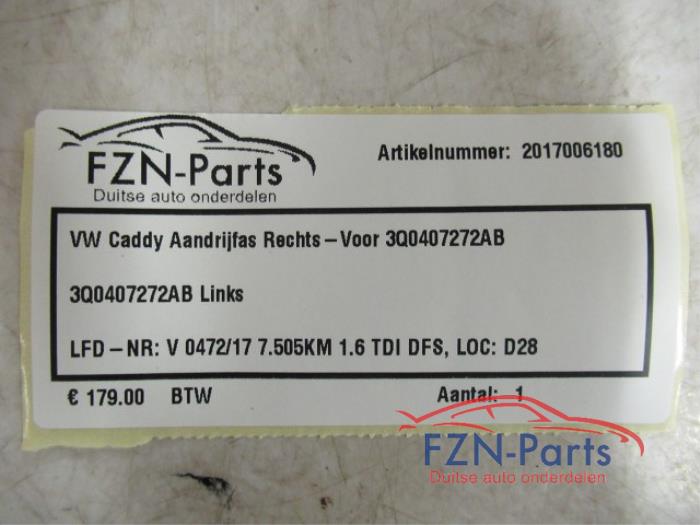 FZN-Parts
Duitse auto onderdelen
Artikelnummer: 2017006180
VW Caddy Aandrijfas Rechts – Voor 3Q0407272AB
3Q0407272AB Links
LFD – NR: V 0472/17 7.505KM 1.6 TDI DFS, LOC: D28
€ 179.00 BTW Aantal: 1
FZN-Parts
Duitse auto onderdelen